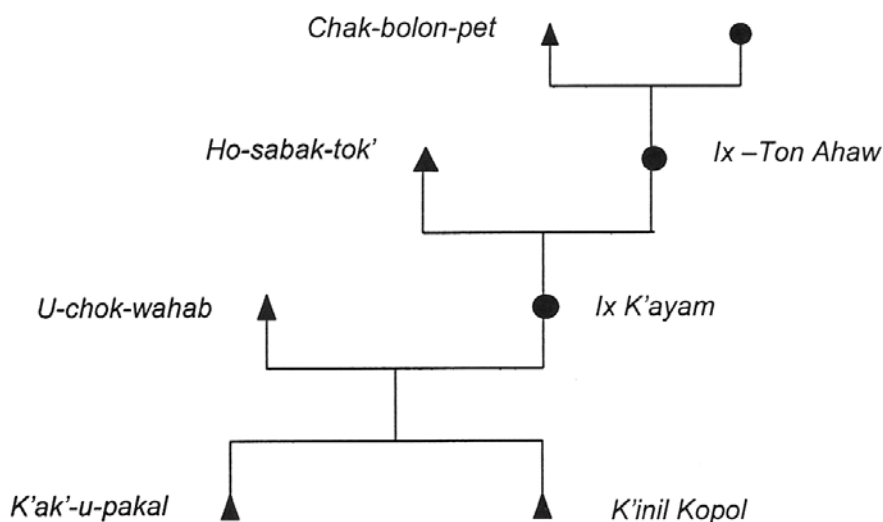 Chak-bolon-pet
Ho-sabak-tok'
Ix –Ton Ahaw
U-chok-wahab
Ix K'ayam
K'ak'-u-pakal
K'inil Kopol